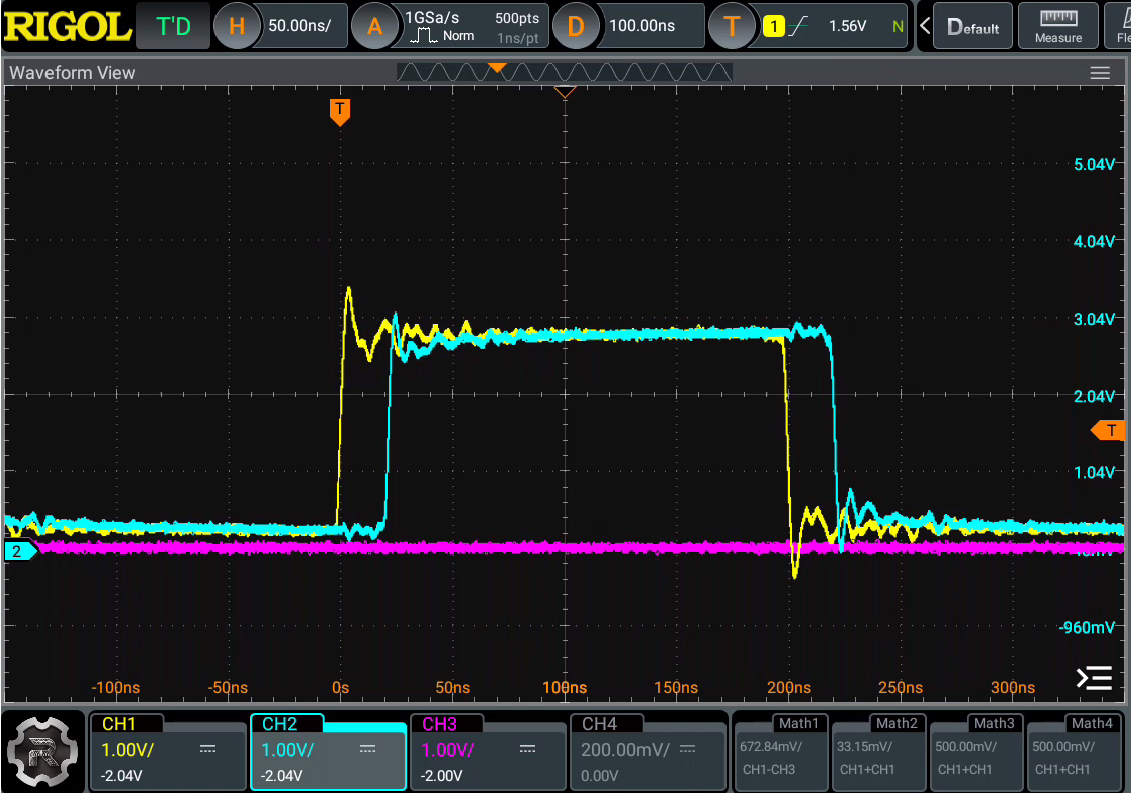 RIGOL T'D H 50.00ns/ A 1GSa/s 500pts D 100.00ns T 1 1.56V N Default Measure
Norm 1ns/pt
Waveform View
T
5.04V
4.04V
3.04V
2.04V
T
1.04V
2
-960mV
-100ns -50ns 0s 50ns 100ns 150ns 200ns 250ns 300ns
CH1 CH2 CH3 CH4 Math1 Math2 Math3 Math4
1.00V/ 1.00V/ 1.00V/ 200.00mV/ 672.84mV/ 33.15mV/ 500.00mV/ 500.00mV/
-2.04V -2.04V -2.00V 0.00V CH1-CH3 CH1+CH1 CH1+CH1 CH1+CH1
R